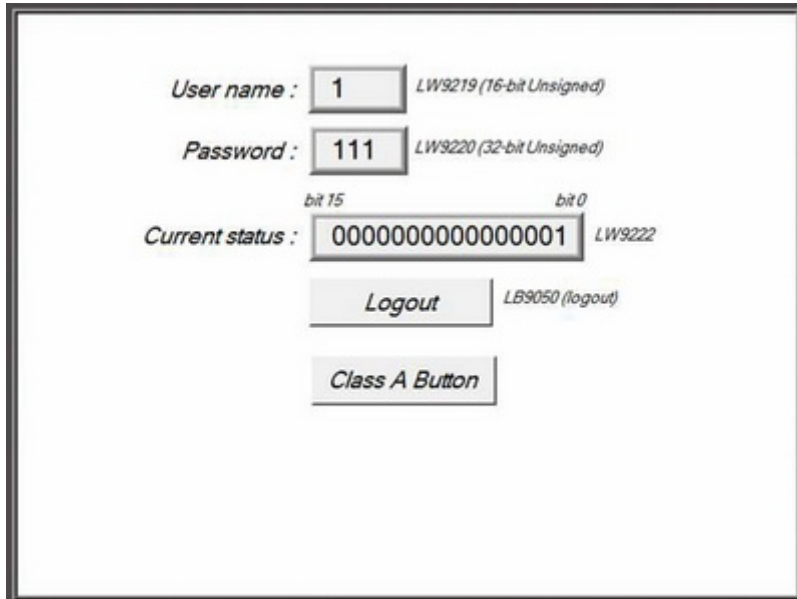 User name : 1 LW9219 (16-bit Unsigned)
Password : 111 LW9220 (32-bit Unsigned)
bit 15 bit 0
Current status : 0000000000000001 LW9222
Logout LB9050 (logout)
Class A Button